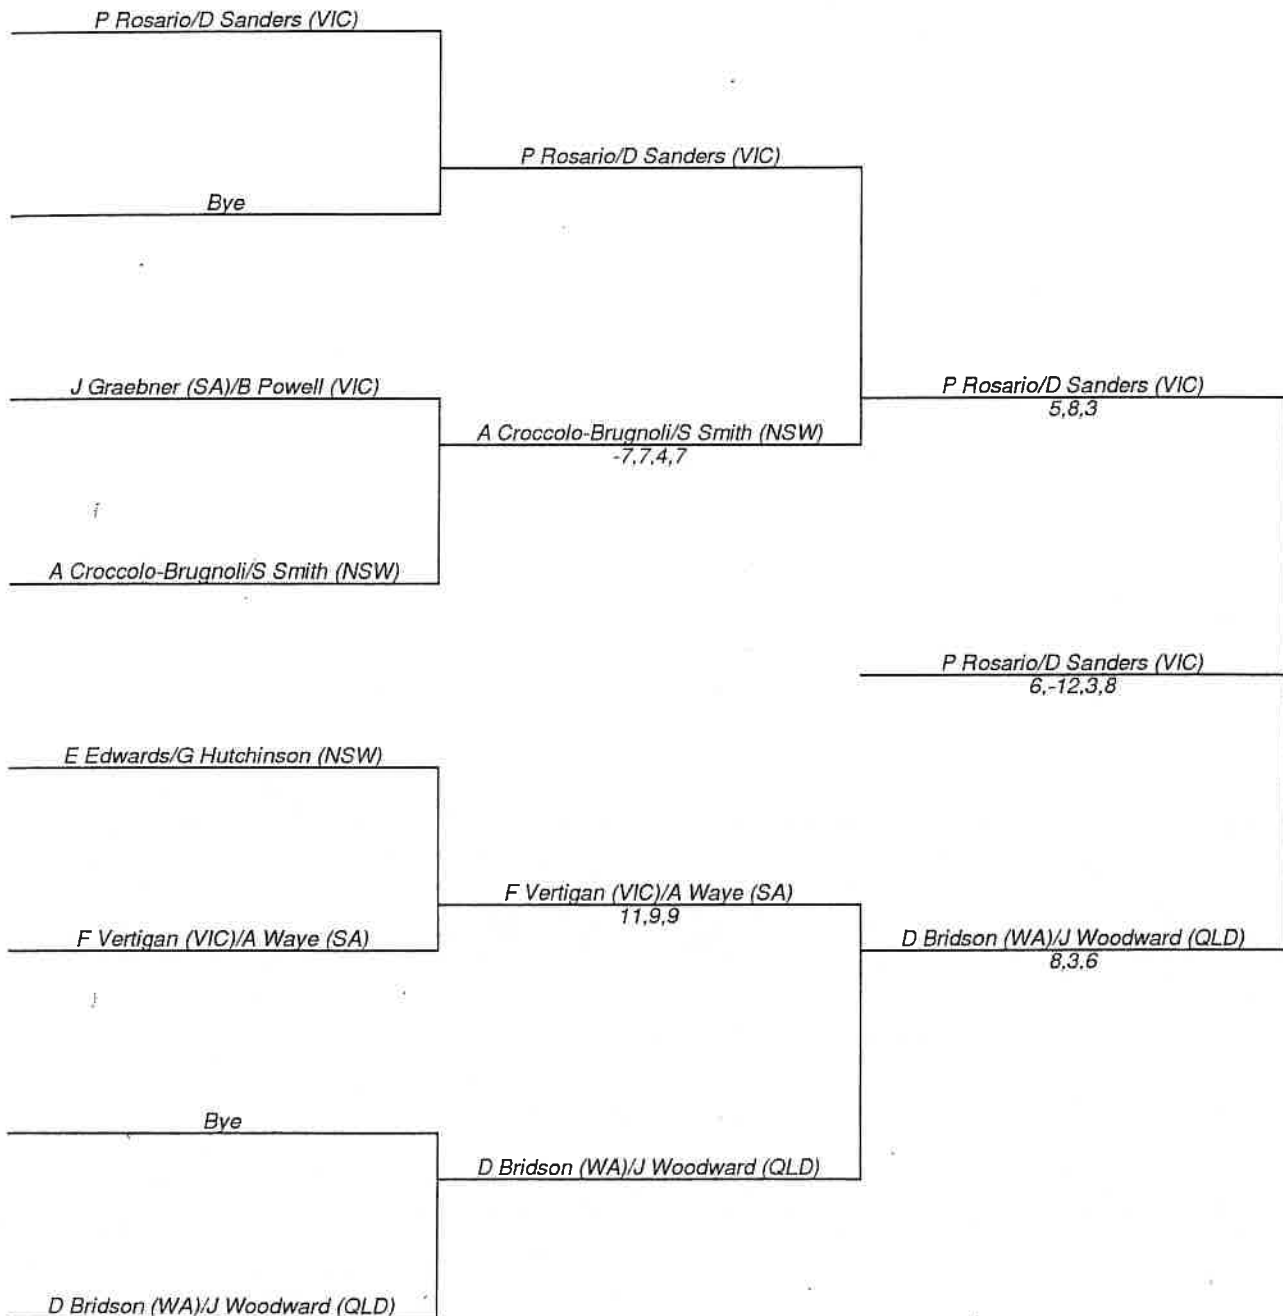 P Rosario/D Sanders (VIC)
P Rosario/D Sanders (VIC)
Bye
J Graebner (SA)/B Powell (VIC)
P Rosario/D Sanders (VIC)
5,8,3
A Croccolo-Brugnoli/S Smith (NSW)
-7,7,4,7
A Croccolo-Brugnoli/S Smith (NSW)
P Rosario/D Sanders (VIC)
6,-12,3,8
E Edwards/G Hutchinson (NSW)
F Vertigan (VIC)/A Waye (SA)
11,9,9
F Vertigan (VIC)/A Waye (SA)
D Bridson (WA)/J Woodward (QLD)
8,3,6
Bye
D Bridson (WA)/J Woodward (QLD)
D Bridson (WA)/J Woodward (QLD)